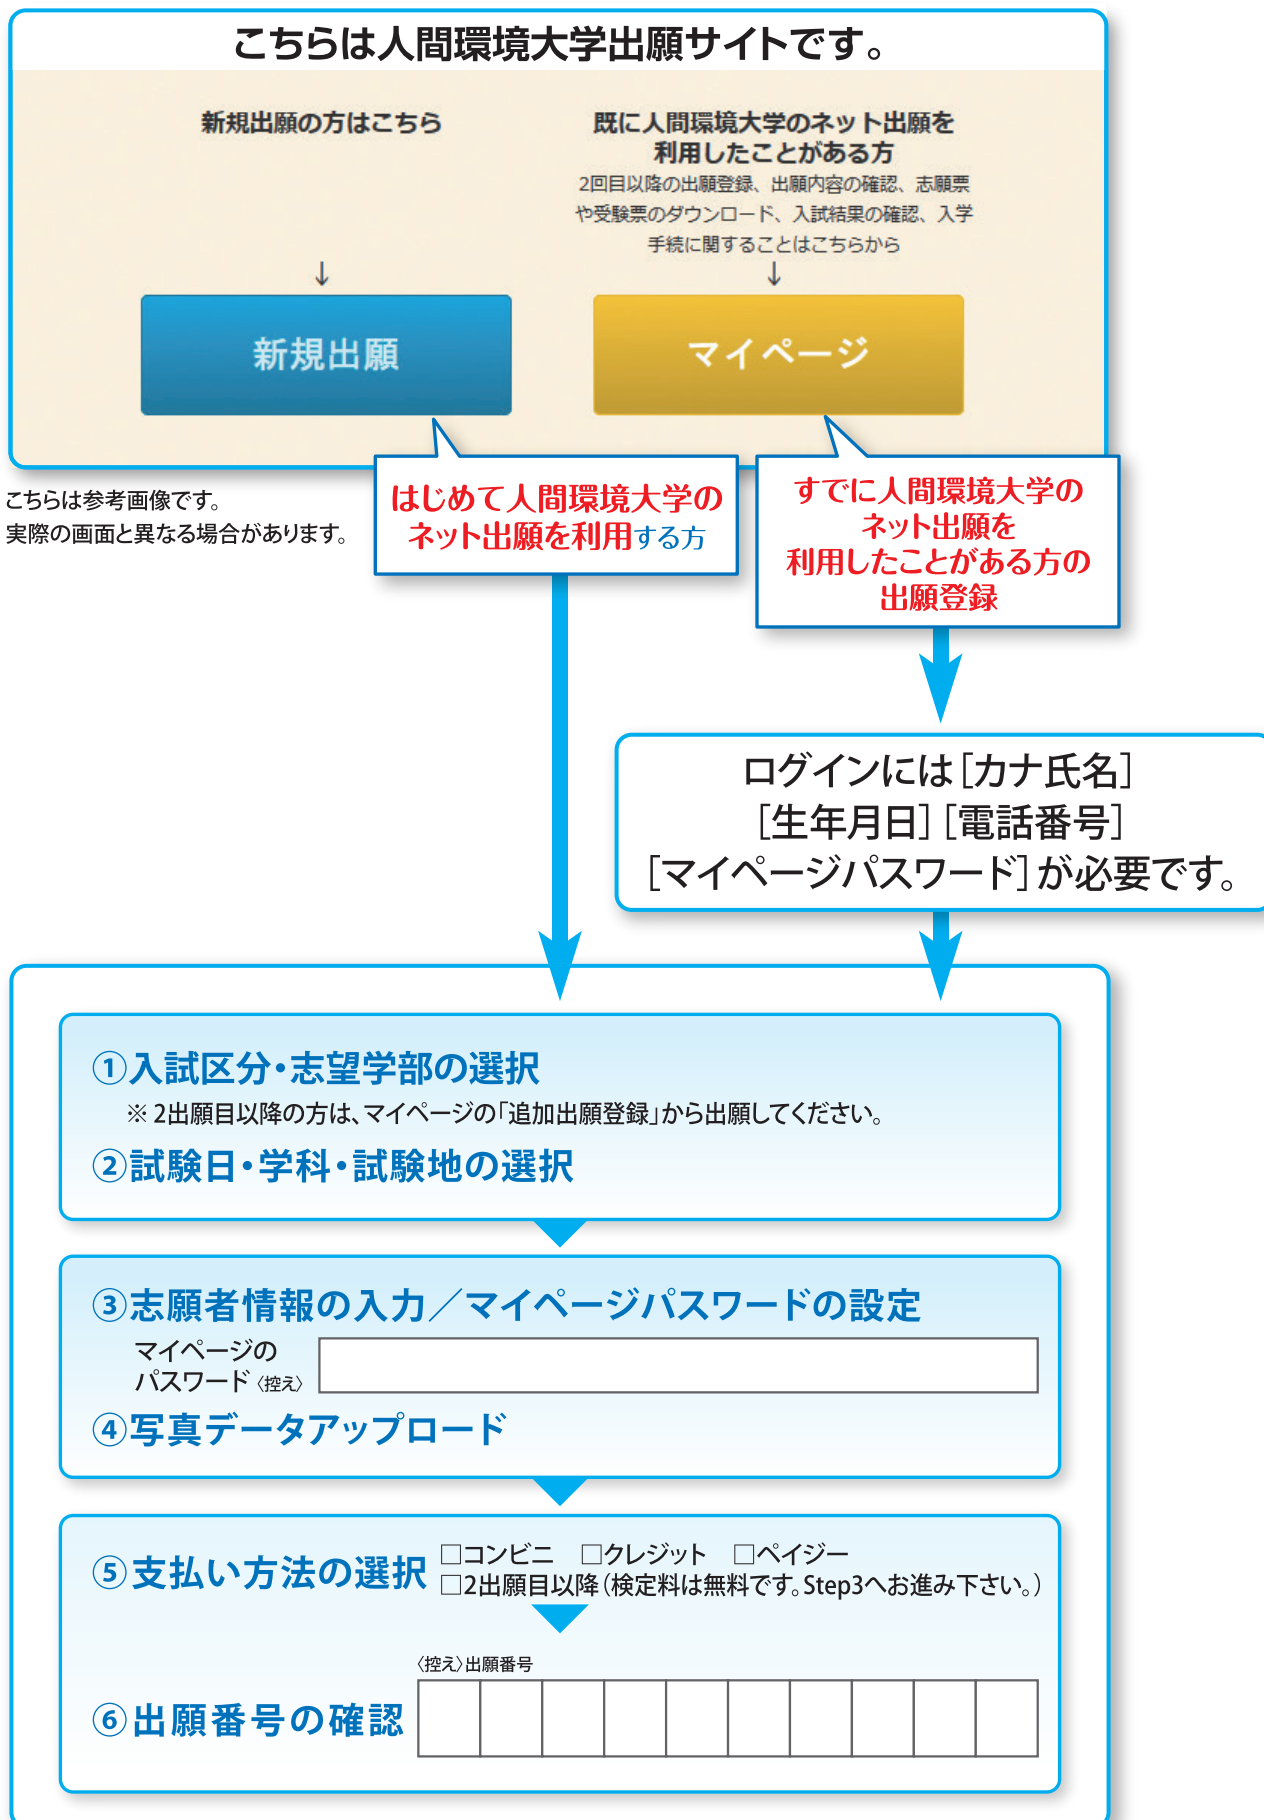 こちらは人間環境大学出願サイトです。
新規出願の方はこちら
↓
新規出願
既に人間環境大学のネット出願を
利用したことがある方
2回目以降の出願登録、出願内容の確認、志願票
や受験票のダウンロード、入試結果の確認、入学
手続に関することはこちらから
↓
マイページ
こちらは参考画像です。
実際の画面と異なる場合があります。
はじめて人間環境大学の
ネット出願を利用する方
すでに人間環境大学の
ネット出願を
利用したことがある方の
出願登録
ログインには[カナ氏名]
[生年月日][電話番号]
[マイページパスワード]が必要です。
①入試区分・志望学部の選択
※2出願目以降の方は、マイページの「追加出願登録」から出願してください。
②試験日・学科・試験地の選択
③志願者情報の入力／マイページパスワードの設定
マイページの
パスワード〈控え〉
④写真データアップロード
⑤支払い方法の選択
□コンビニ □クレジット □ペイジー
□2出願目以降(検定料は無料です。Step3へお進み下さい。)
〈控え〉出願番号
⑥出願番号の確認